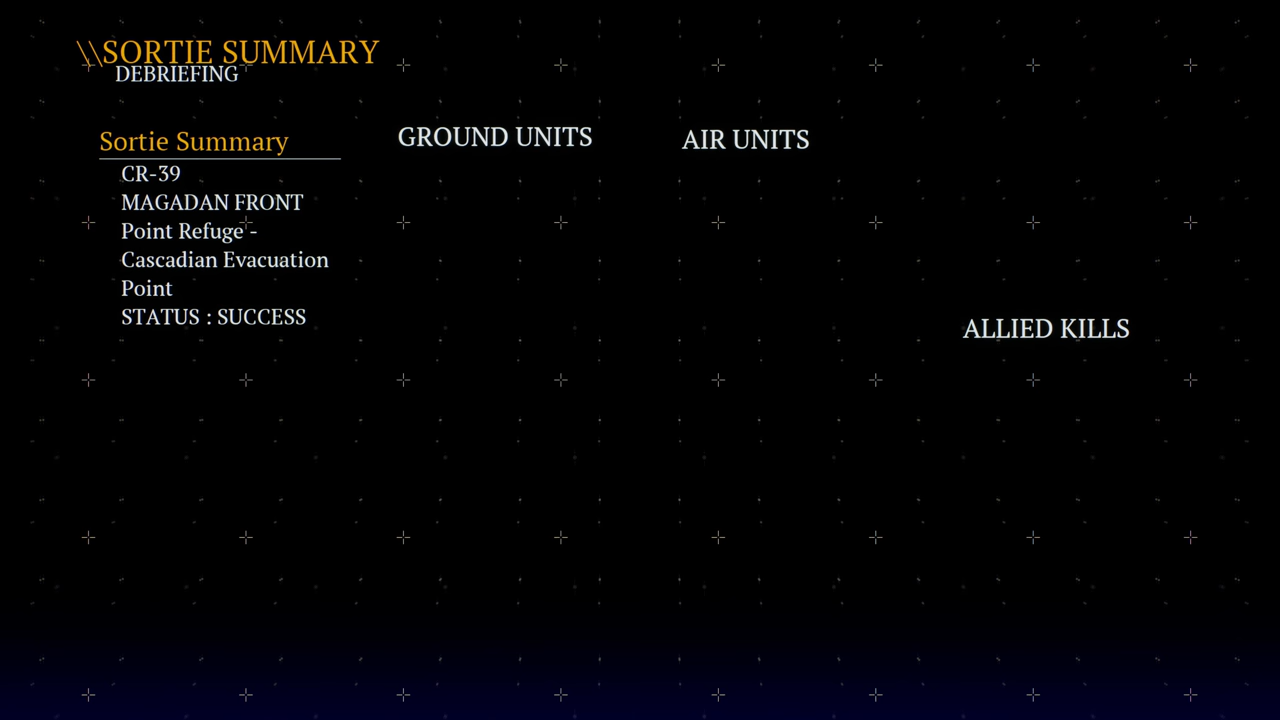 \\SORTIE SUMMARY
DEBRIEFING
Sortie Summary
CR-39
MAGADAN FRONT
Point Refuge -
Cascadian Evacuation
Point
STATUS : SUCCESS
GROUND UNITS
AIR UNITS
ALLIED KILLS